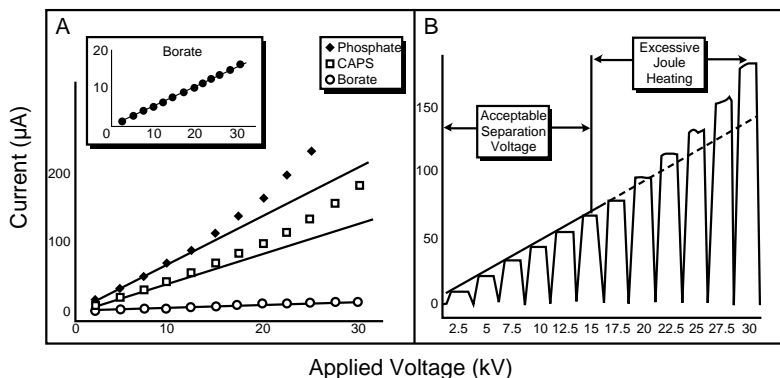 A
Borate
20
10
0
0
10
20
30
Phosphate
CAPS
Borate
200
100
0
0
10
20
30
Current (µA)
B
Excessive
Joule
Heating
Acceptable
Separation
Voltage
150
100
50
0
2.5 5 7.5 10 12.5 15 17.5 20 22.5 25 27.5 30
Applied Voltage (kV)